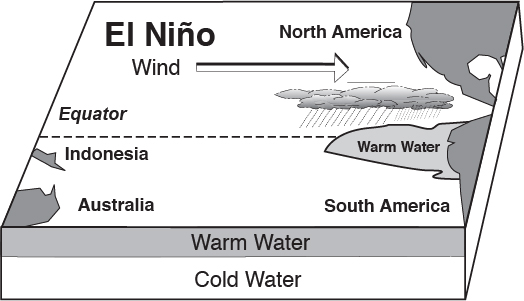 El Niño
North America
Wind
Equator
Indonesia
Warm Water
Australia
South America
Warm Water
Cold Water